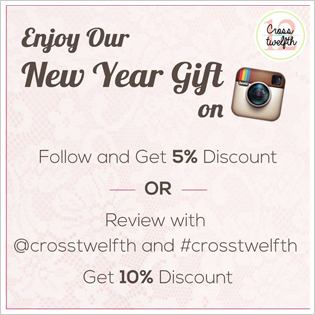 Cross
12
twelfth
Enjoy Our
New Year Gift
on
Follow and Get 5% Discount
OR
Review with
@crosstwelfth and #crosstwelfth
Get 10% Discount